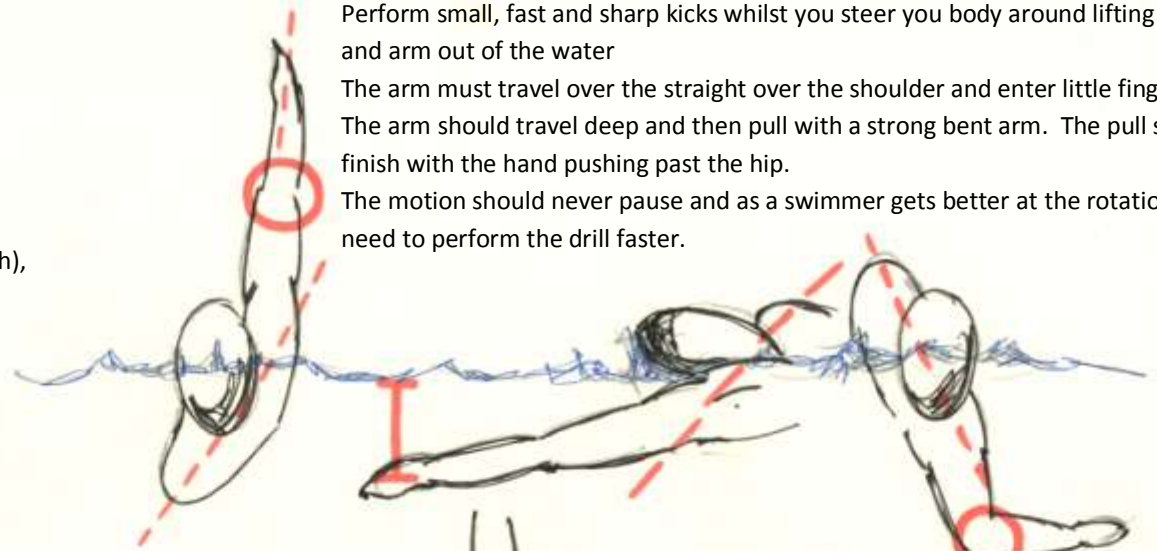 Perform small, fast and sharp kicks whilst you steer you body around lifting
and arm out of the water
The arm must travel over the straight over the shoulder and enter little fing
The arm should travel deep and then pull with a strong bent arm.  The pull s
finish with the hand pushing past the hip.
The motion should never pause and as a swimmer gets better at the rotatio
need to perform the drill faster.
h),